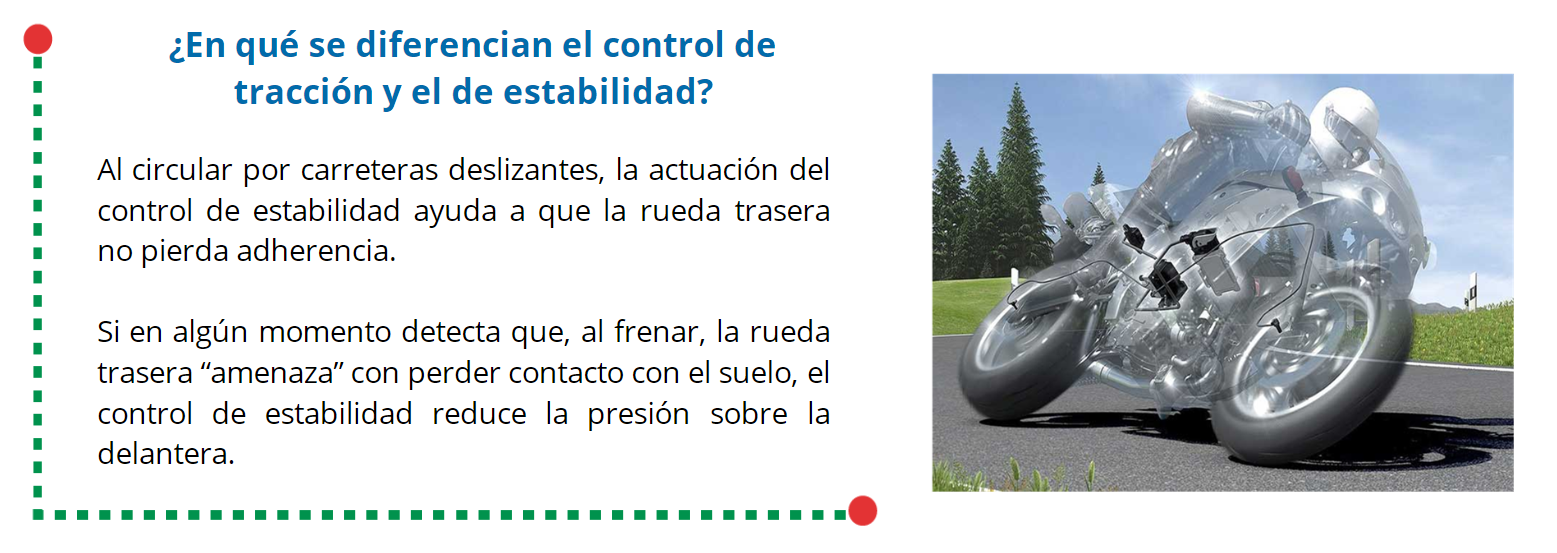 ¿En qué se diferencian el control de
tracción y el de estabilidad?
Al circular por carreteras deslizantes, la actuación del
control de estabilidad ayuda a que la rueda trasera
no pierda adherencia.
Si en algún momento detecta que, al frenar, la rueda
trasera “amenaza” con perder contacto con el suelo, el
control de estabilidad reduce la presión sobre la
delantera.